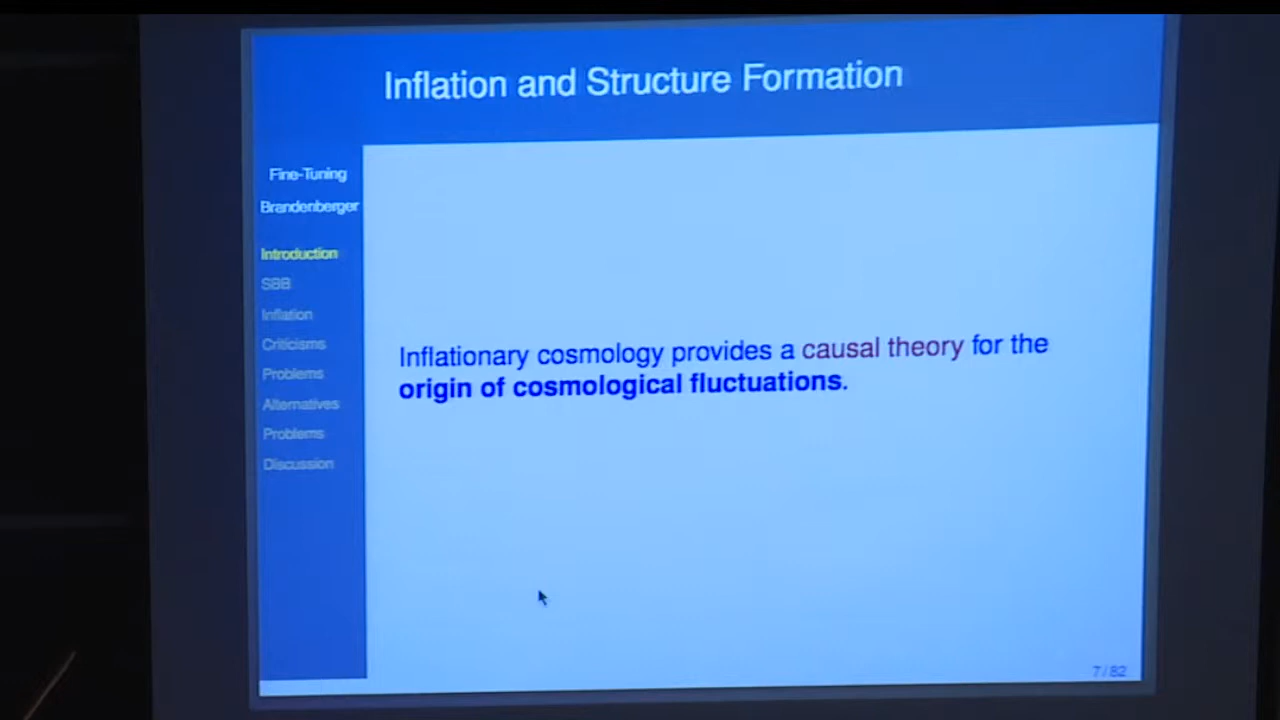 Inflation and Structure Formation
Fine-Tuning
Brandenberger
Introduction
SBB
Inflation
Criticisms
Problems
Alternatives
Problems
Discussion
Inflationary cosmology provides a causal theory for the
origin of cosmological fluctuations.
7/82